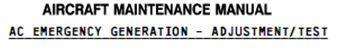 AIRCRAFT MAINTENANCE MANUAL
AC EMERGENCY GENERATION - ADJUSTMENT/TEST